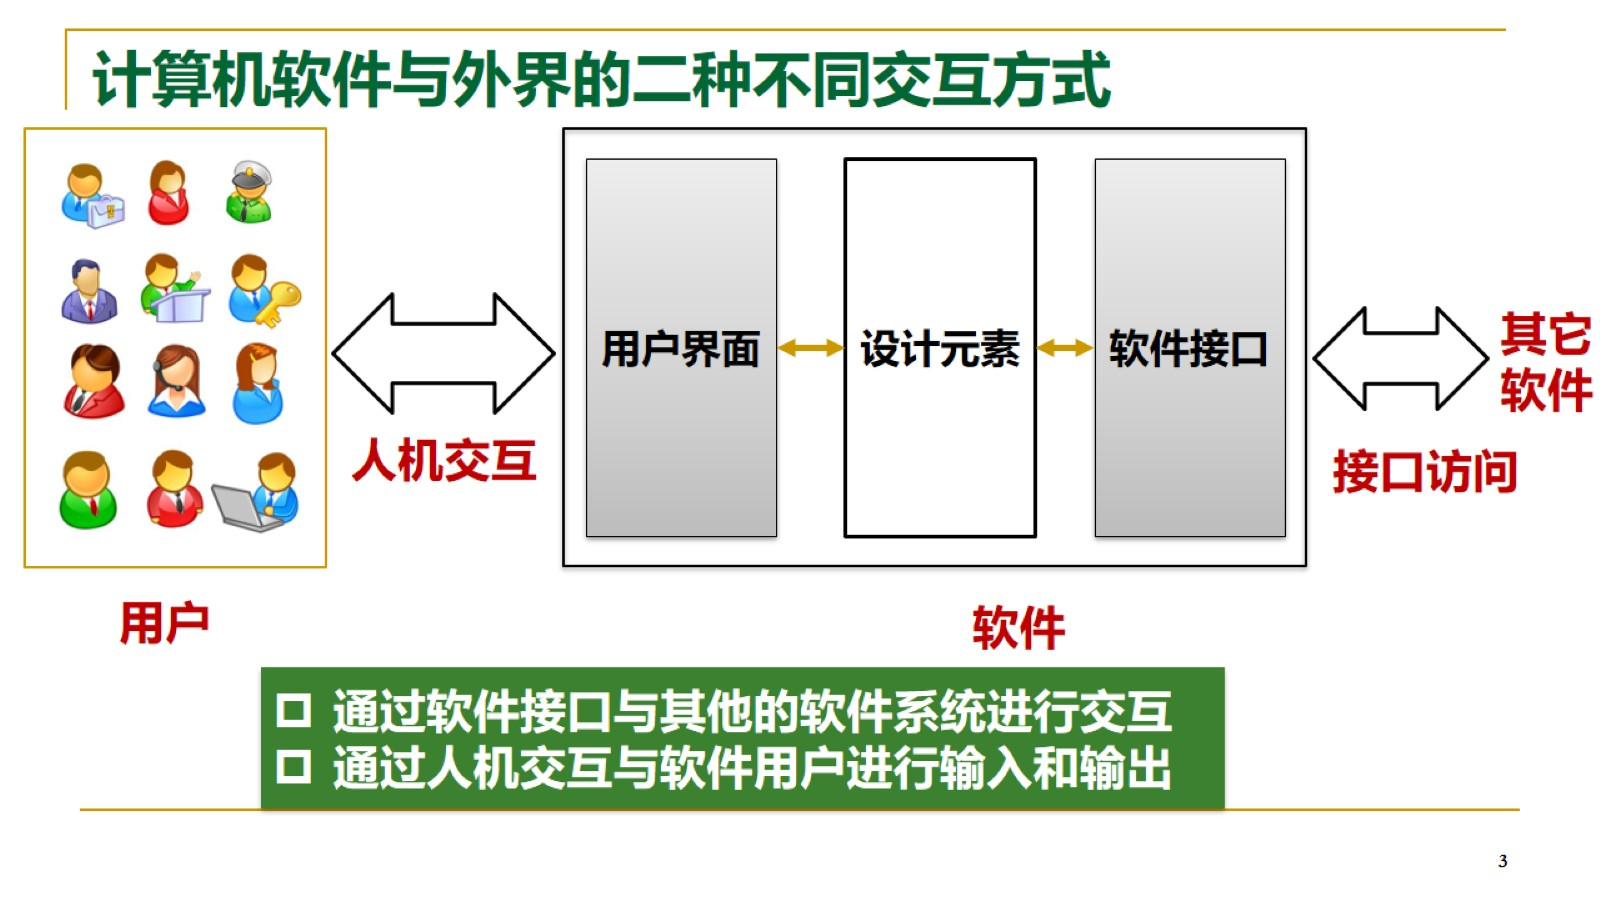 计算机软件与外界的二种不同交互方式
用户界面
设计元素
软件接口
其它
软件
人机交互
接口访问
用户
软件
通过软件接口与其他的软件系统进行交互
通过人机交互与软件用户进行输入和输出
3